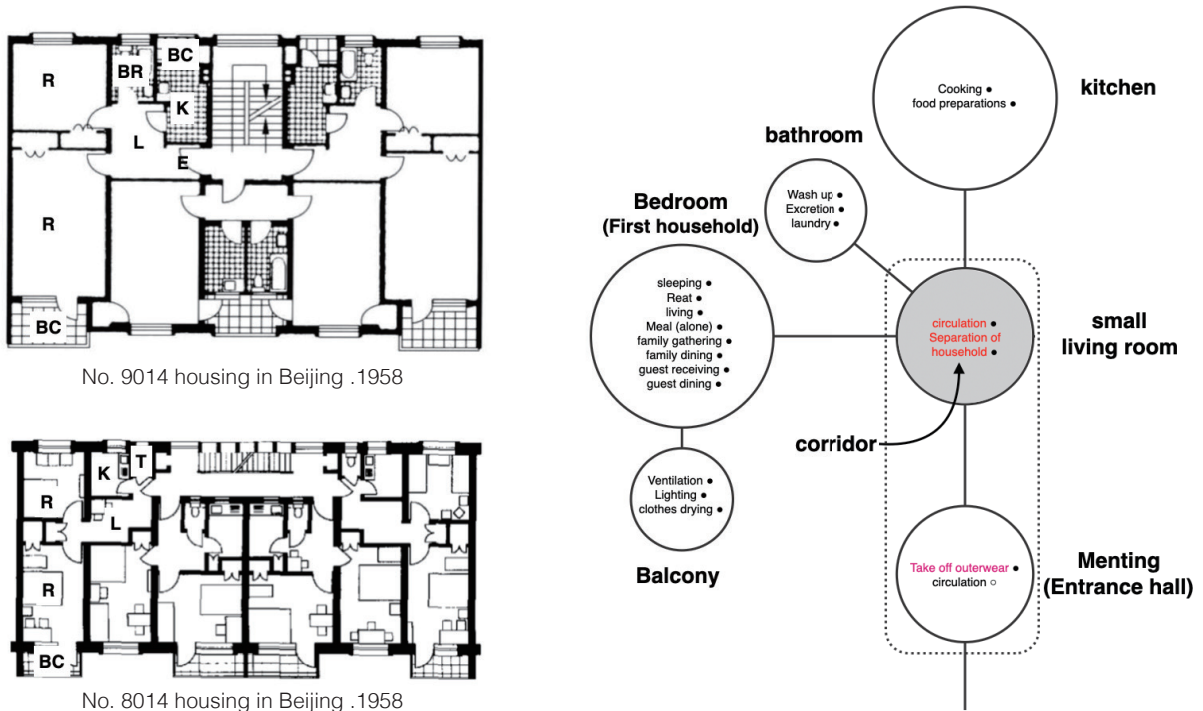 BC
BR
R
K
L
E
R
BC
No. 9014 housing in Beijing .1958
K
T
R
L
R
BC
No. 8014 housing in Beijing .1958
kitchen
Cooking ●
food preparations ●
bathroom
Wash up ●
Excretion ●
laundry ●
Bedroom
(First household)
sleeping ●
Reat ●
living ●
Meal (alone) ●
family gathering ●
family dining ●
guest receiving ●
guest dining ●
small
living room
circulation ●
Separation of
household ●
corridor
Ventilation ●
Lighting ●
clothes drying ●
Balcony
Menting
(Entrance hall)
Take off outerwear ●
circulation ○